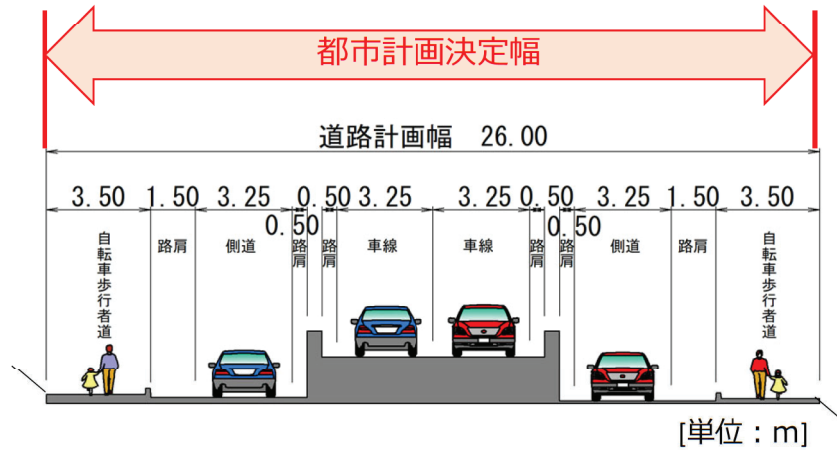 都市計画決定幅
道路計画幅 26.00
3.50 1.50 3.25 0.50 3.25 3.25 0.50 3.25 1.50 3.50
0.50 0.50
自転車歩行者道 路肩 側道 路肩 路肩 車線 車線 路肩 路肩 側道 路肩 自転車歩行者道
[単位：m]